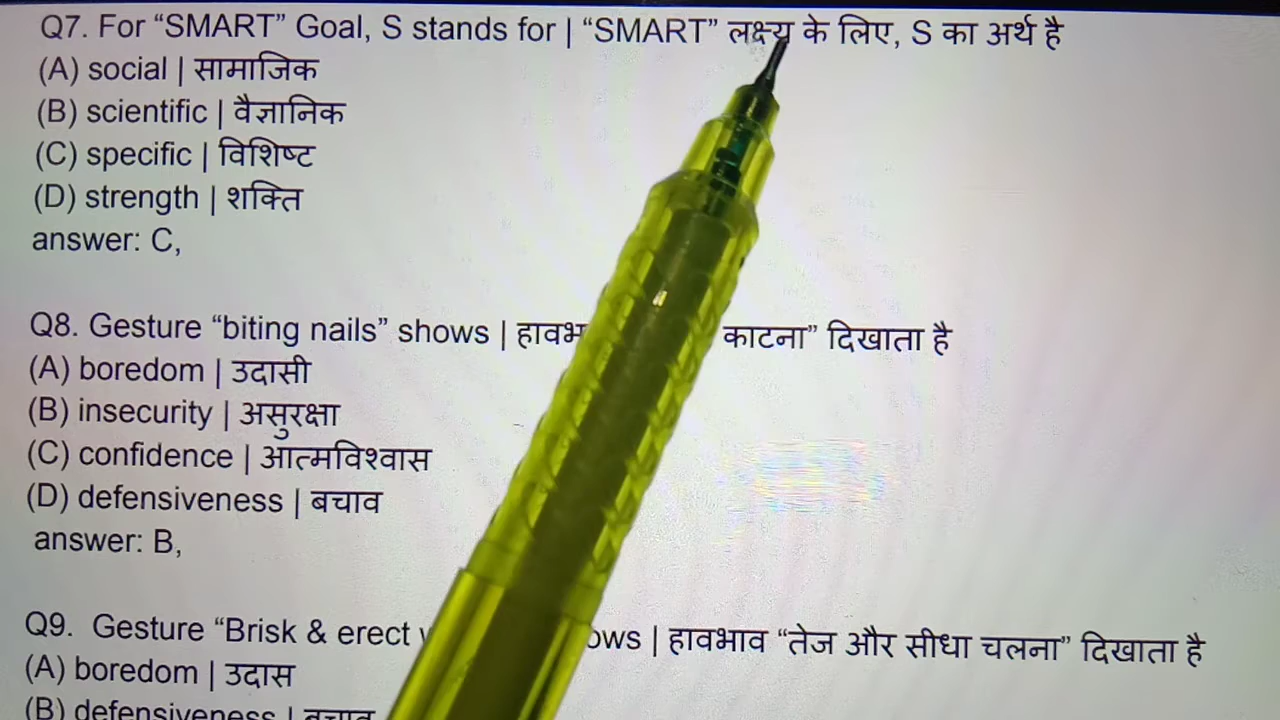 Q7. For “SMART” Goal, S stands for | “SMART” लक्ष्य के लिए, S का अर्थ है
(A) social | सामाजिक
(B) scientific | वैज्ञानिक
(C) specific | विशिष्ट
(D) strength | शक्ति
answer: C,
Q8. Gesture “biting nails” shows | काटना” दिखाता है
(A) boredom | उदासी
(B) insecurity | असुरक्षा
(C) confidence | आत्मविश्वास
(D) defensiveness | बचाव
answer: B,
Q9. Gesture “Brisk & erect | हावभाव “तेज और सीधा चलना” दिखाता है
(A) boredom | उदास
(B) defensiveness | बचाव